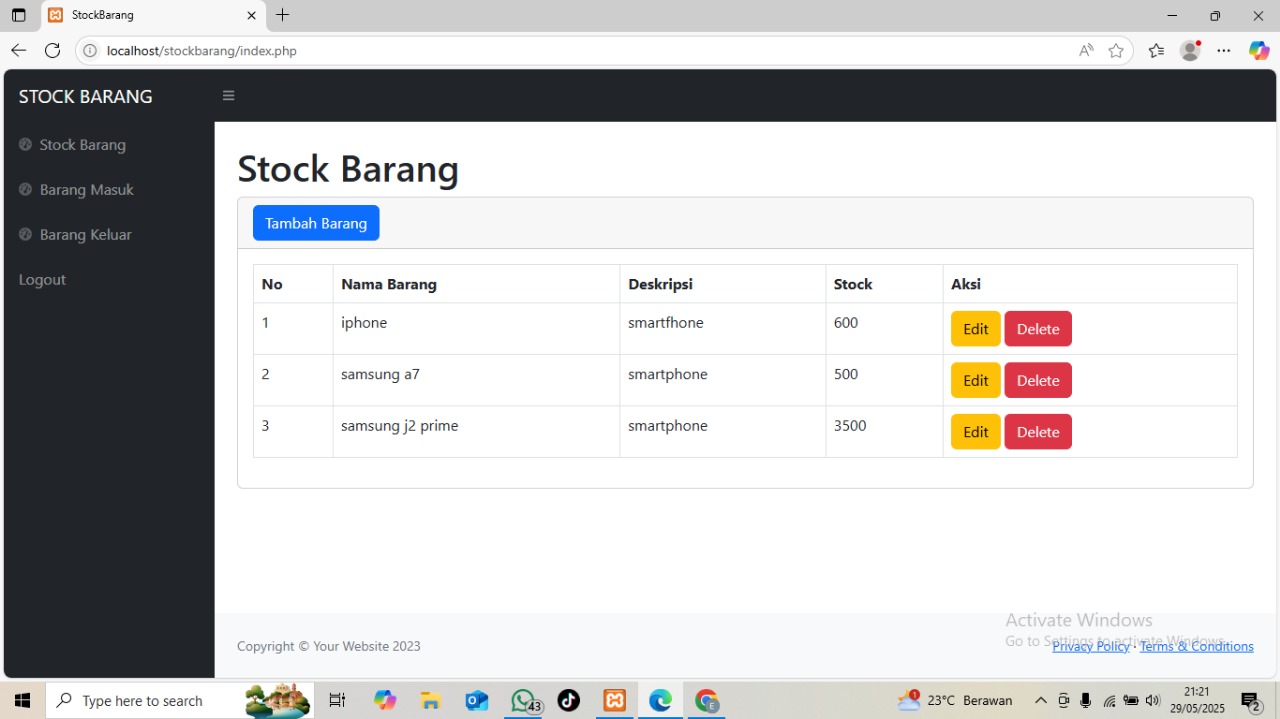 StockBarang
localhost/stockbarang/index.php
STOCK BARANG
Stock Barang
Barang Masuk
Barang Keluar
Logout
Stock Barang
Tambah Barang
No Nama Barang Deskripsi Stock Aksi
1 iphone smartfhone 600 Edit Delete
2 samsung a7 smartphone 500 Edit Delete
3 samsung j2 prime smartphone 3500 Edit Delete
Activate Windows
Go to Settings to activate Windows.
Copyright © Your Website 2023 Privacy Policy · Terms & Conditions
Type here to search 43 E 1 23°C Berawan 21:21
29/05/2025 2